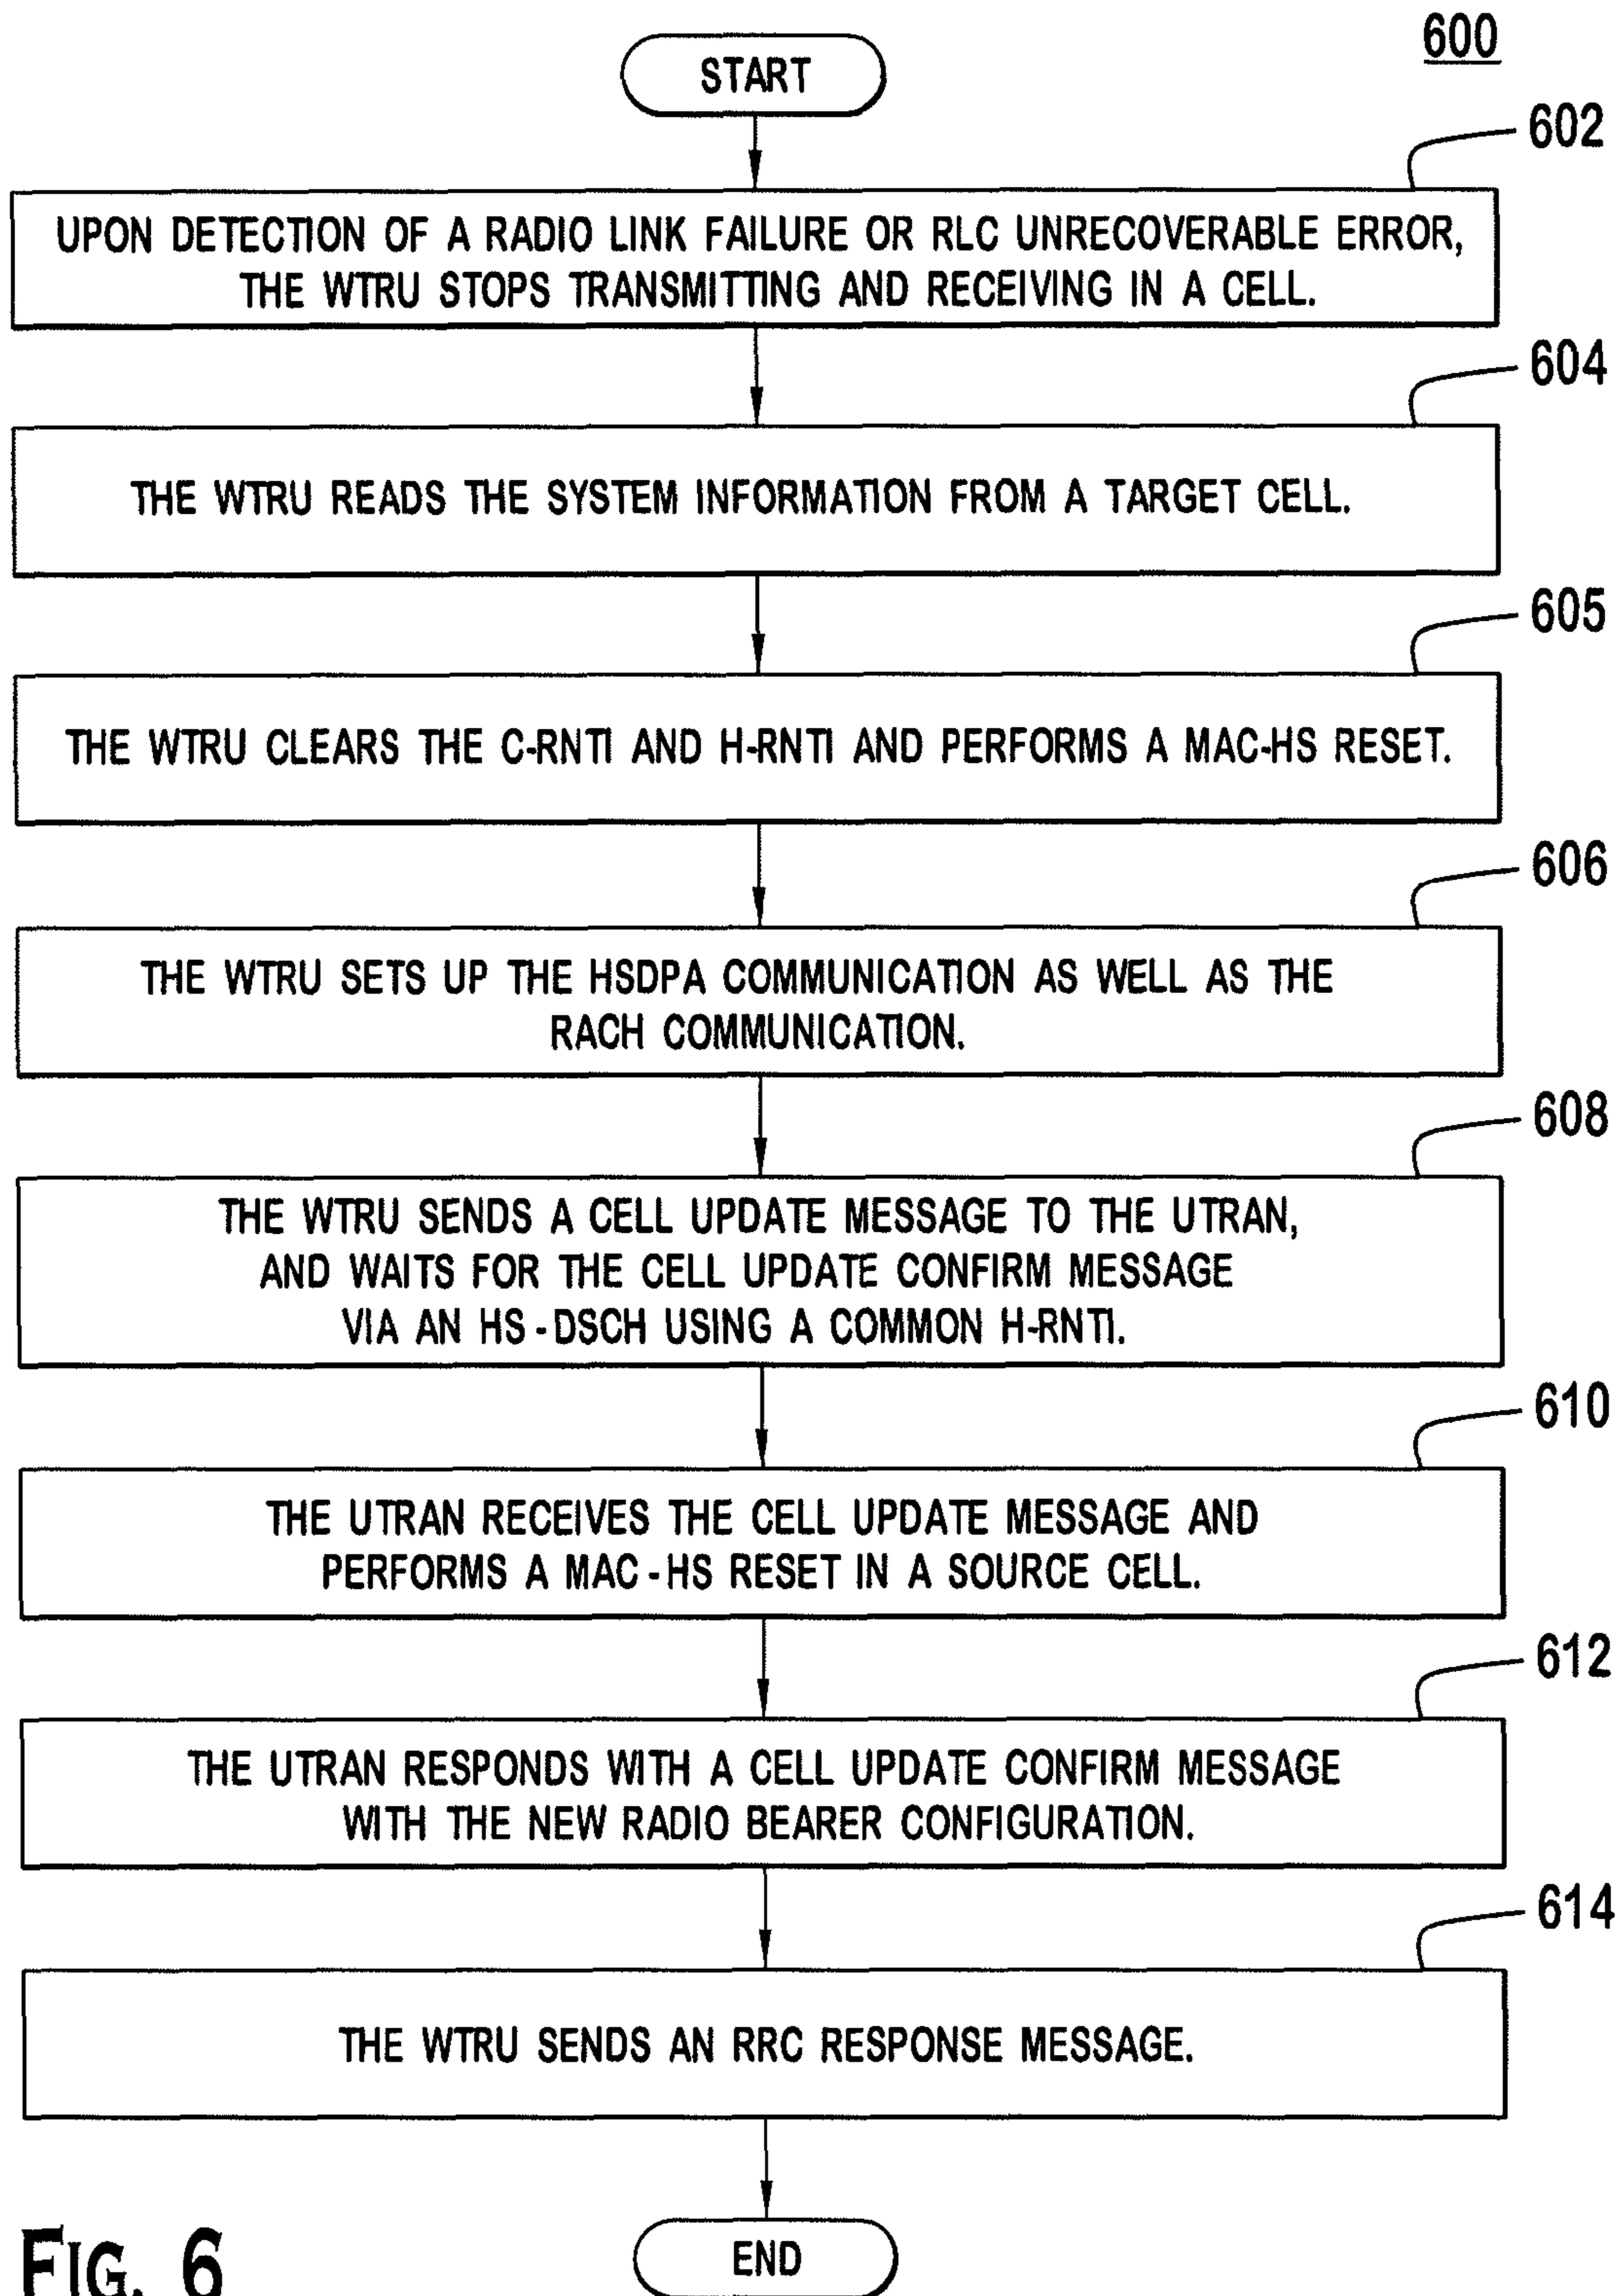 600
START
602
UPON DETECTION OF A RADIO LINK FAILURE OR RLC UNRECOVERABLE ERROR,
THE WTRU STOPS TRANSMITTING AND RECEIVING IN A CELL.
604
THE WTRU READS THE SYSTEM INFORMATION FROM A TARGET CELL.
605
THE WTRU CLEARS THE C-RNTI AND H-RNTI AND PERFORMS A MAC-HS RESET.
606
THE WTRU SETS UP THE HSDPA COMMUNICATION AS WELL AS THE
RACH COMMUNICATION.
608
THE WTRU SENDS A CELL UPDATE MESSAGE TO THE UTRAN,
AND WAITS FOR THE CELL UPDATE CONFIRM MESSAGE
VIA AN HS-DSCH USING A COMMON H-RNTI.
610
THE UTRAN RECEIVES THE CELL UPDATE MESSAGE AND
PERFORMS A MAC-HS RESET IN A SOURCE CELL.
612
THE UTRAN RESPONDS WITH A CELL UPDATE CONFIRM MESSAGE
WITH THE NEW RADIO BEARER CONFIGURATION.
614
THE WTRU SENDS AN RRC RESPONSE MESSAGE.
END
FIG. 6